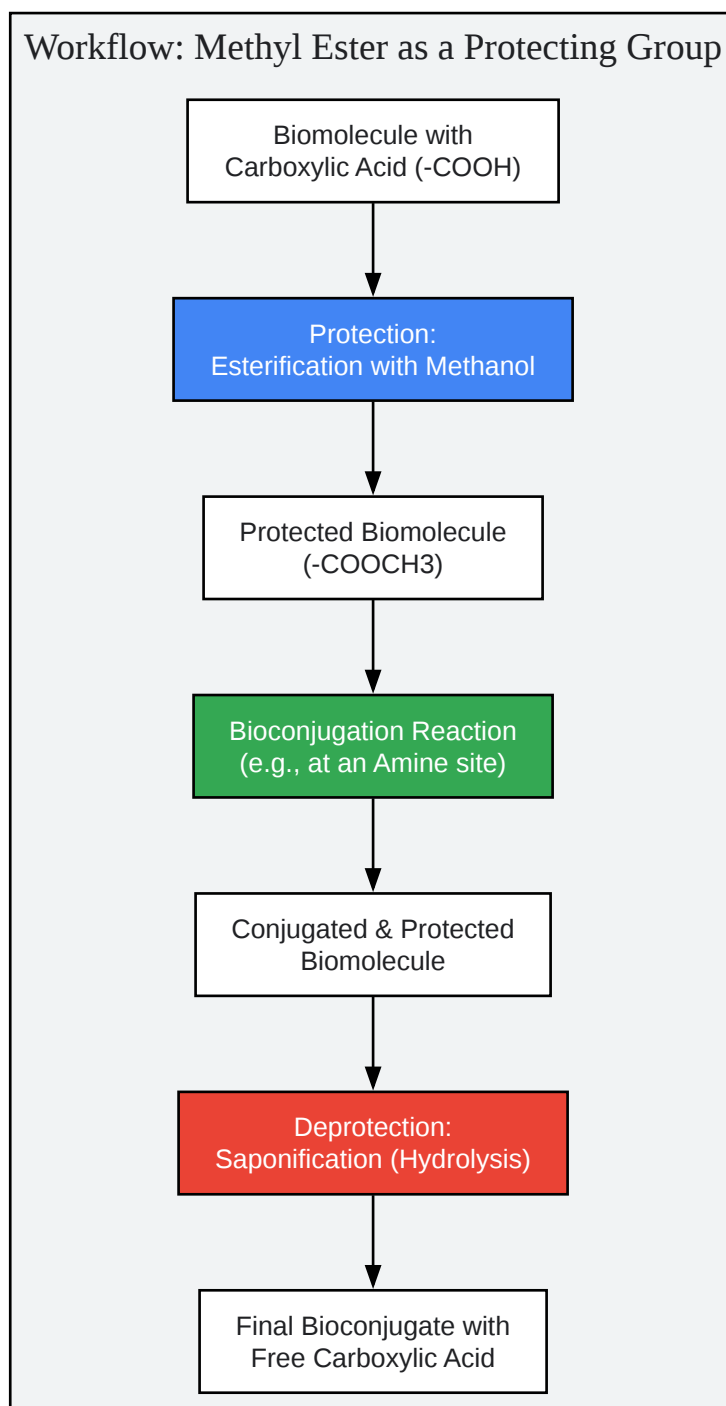 Workflow: Methyl Ester as a Protecting Group
Biomolecule with
Carboxylic Acid (-COOH)
Protection:
Esterification with Methanol
Protected Biomolecule
(-COOCH3)
Bioconjugation Reaction
(e.g., at an Amine site)
Conjugated & Protected
Biomolecule
Deprotection:
Saponification (Hydrolysis)
Final Bioconjugate with
Free Carboxylic Acid